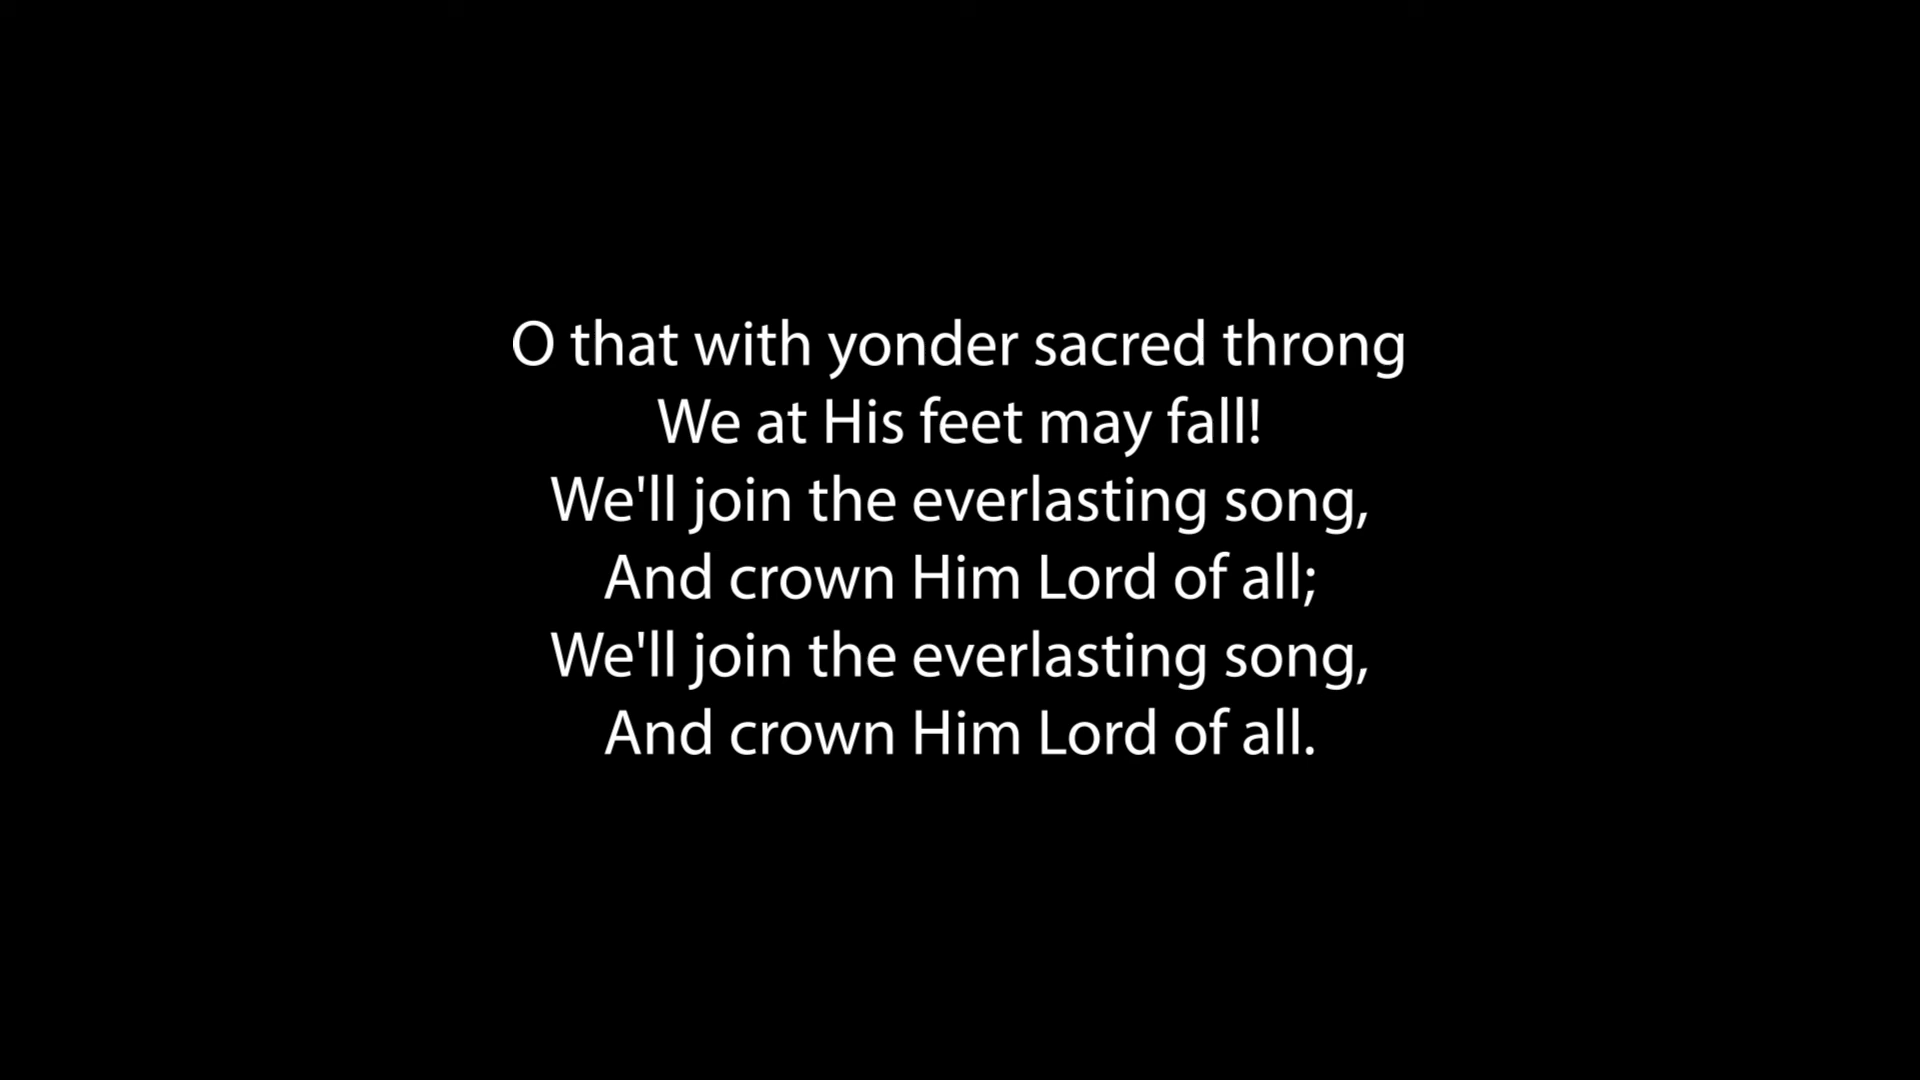 O that with yonder sacred throng
We at His feet may fall!
We'll join the everlasting song,
And crown Him Lord of all;
We'll join the everlasting song,
And crown Him Lord of all.